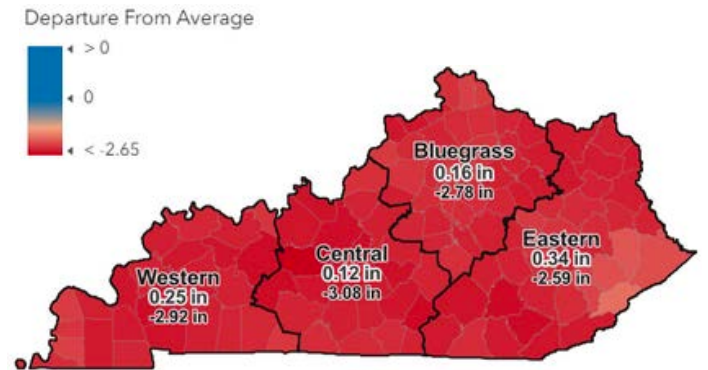 Departure From Average
> 0
0
< -2.65
Bluegrass
0.16 in
-2.78 in
Eastern
0.34 in
-2.59 in
Central
0.12 in
-3.08 in
Western
0.25 in
-2.92 in